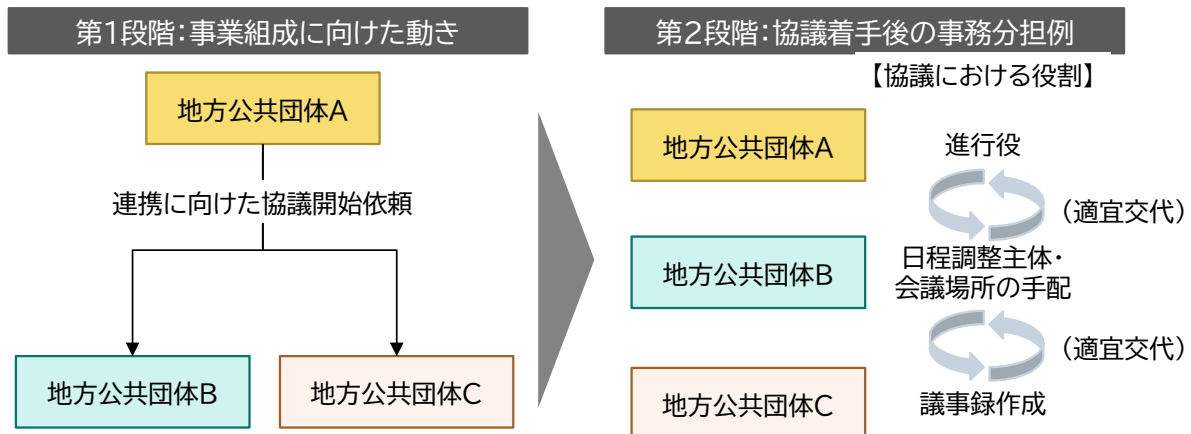 第1段階：事業組成に向けた動き
地方公共団体A
連携に向けた協議開始依頼
地方公共団体B
地方公共団体C
第2段階：協議着手後の事務分担例
【協議における役割】
地方公共団体A
進行役
（適宜交代）
地方公共団体B
日程調整主体・
会議場所の手配
（適宜交代）
地方公共団体C
議事録作成